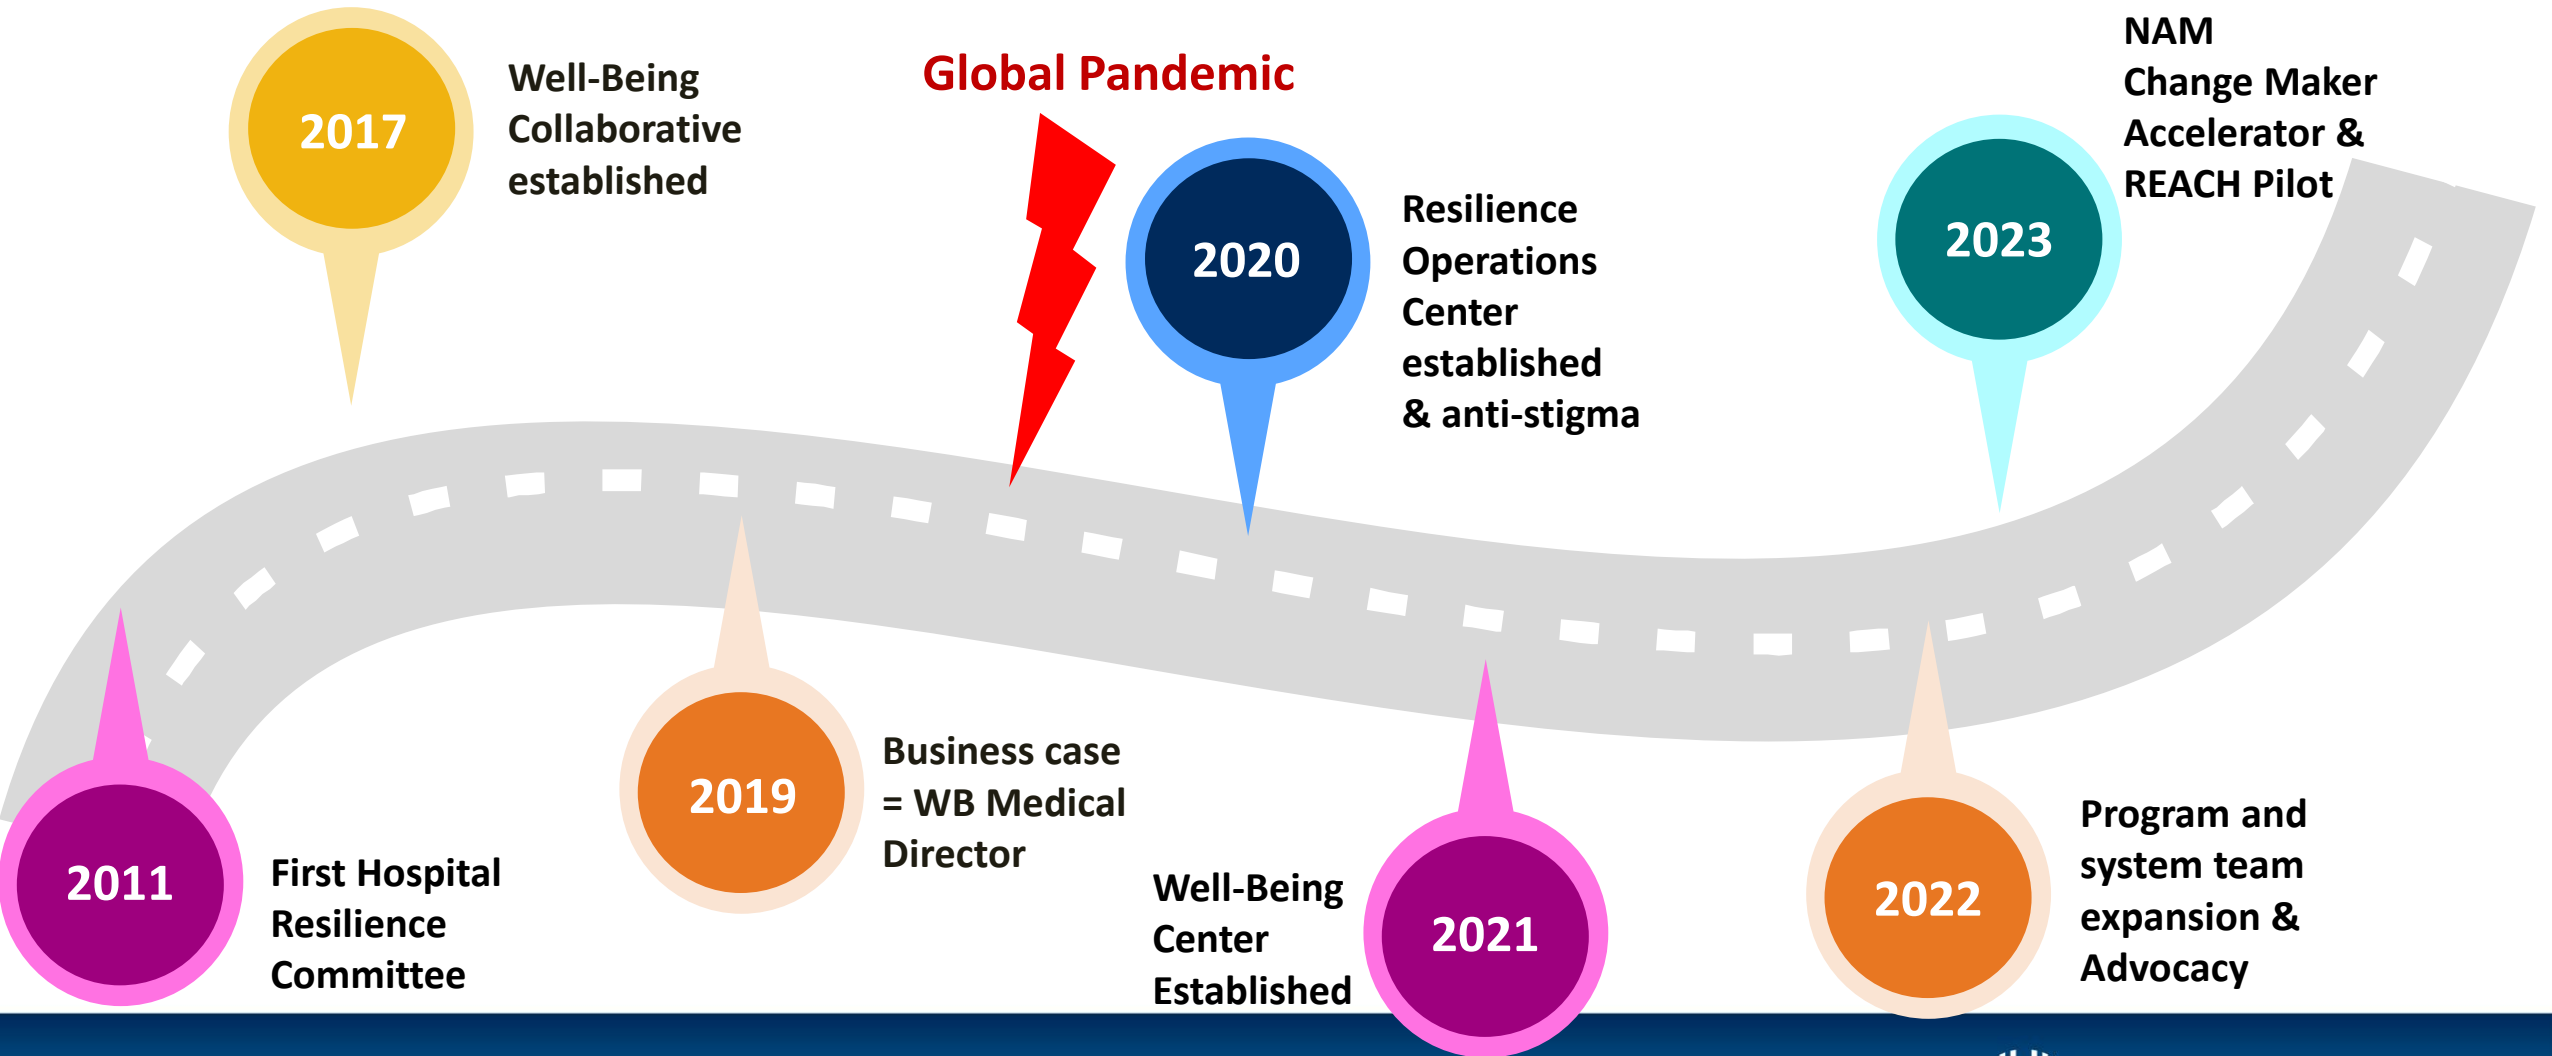 2011
First Hospital
Resilience
Committee
2017
Well-Being
Collaborative
established
2019
Business case
= WB Medical
Director
Global Pandemic
2020
Resilience
Operations
Center
established
& anti-stigma
Well-Being
Center
Established
2021
2022
Program and
system team
expansion &
Advocacy
2023
NAM
Change Maker
Accelerator &
REACH Pilot